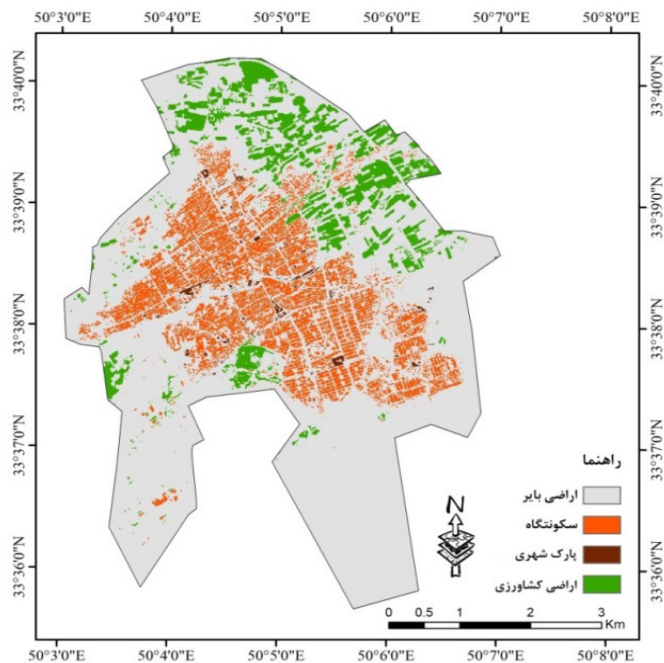 50°3'0"E 50°4'0"E 50°5'0"E 50°6'0"E 50°7'0"E 50°8'0"E
33°40'0"N 33°40'0"N
33°39'0"N 33°39'0"N
33°38'0"N 33°38'0"N
33°37'0"N 33°37'0"N
33°36'0"N 33°36'0"N
راهنما
اراضی بایر
سکونتگاه
پارک شهری
اراضی کشاورزی
N
0 0.5 1 2 3
Km
50°3'0"E 50°4'0"E 50°5'0"E 50°6'0"E 50°7'0"E 50°8'0"E